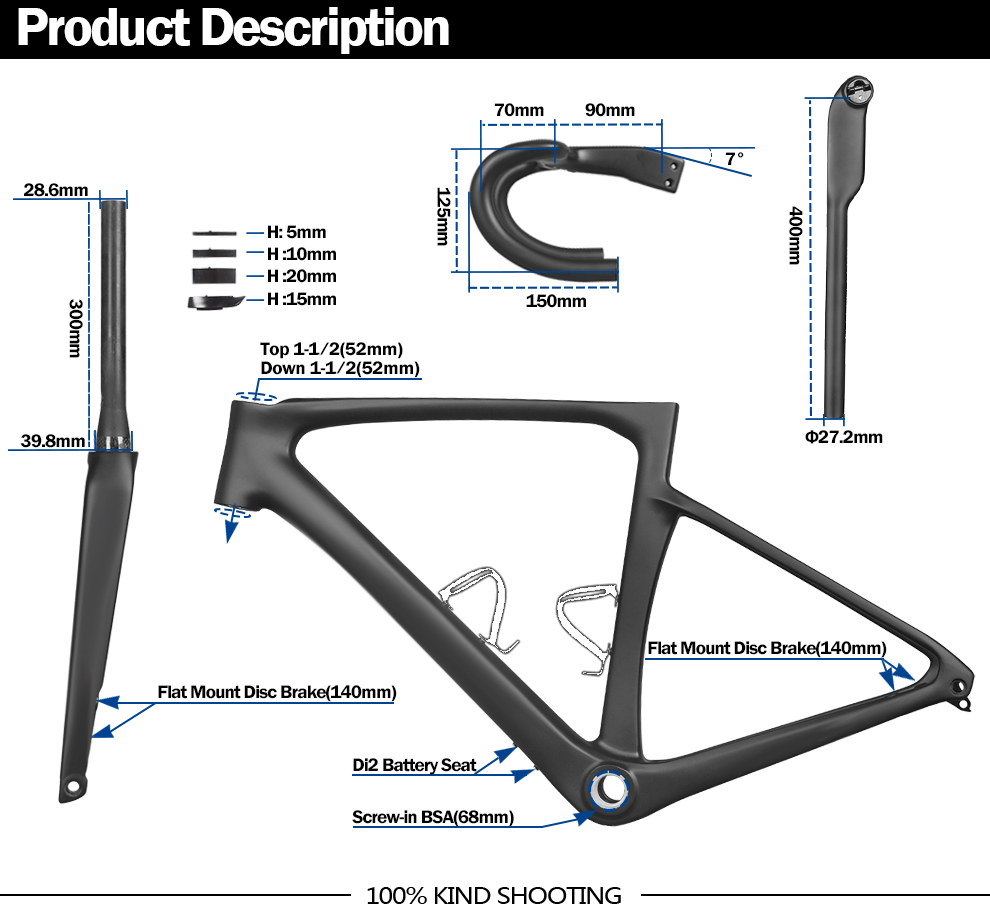 Product Description
70mm
90mm
7°
125mm
150mm
400mm
Φ27.2mm
28.6mm
300mm
39.8mm
H: 5mm
H :10mm
H :20mm
H :15mm
Top 1-1/2(52mm)
Down 1-1/2(52mm)
Flat Mount Disc Brake(140mm)
Flat Mount Disc Brake(140mm)
Di2 Battery Seat
Screw-in BSA(68mm)
100% KIND SHOOTING